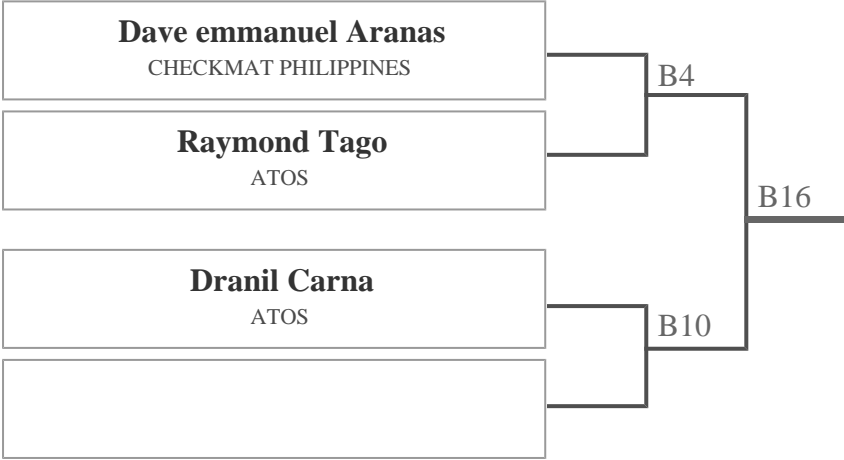 Dave emmanuel Aranas
CHECKMAT PHILIPPINES
B4
Raymond Tago
ATOS
B16
Dranil Carna
ATOS
B10